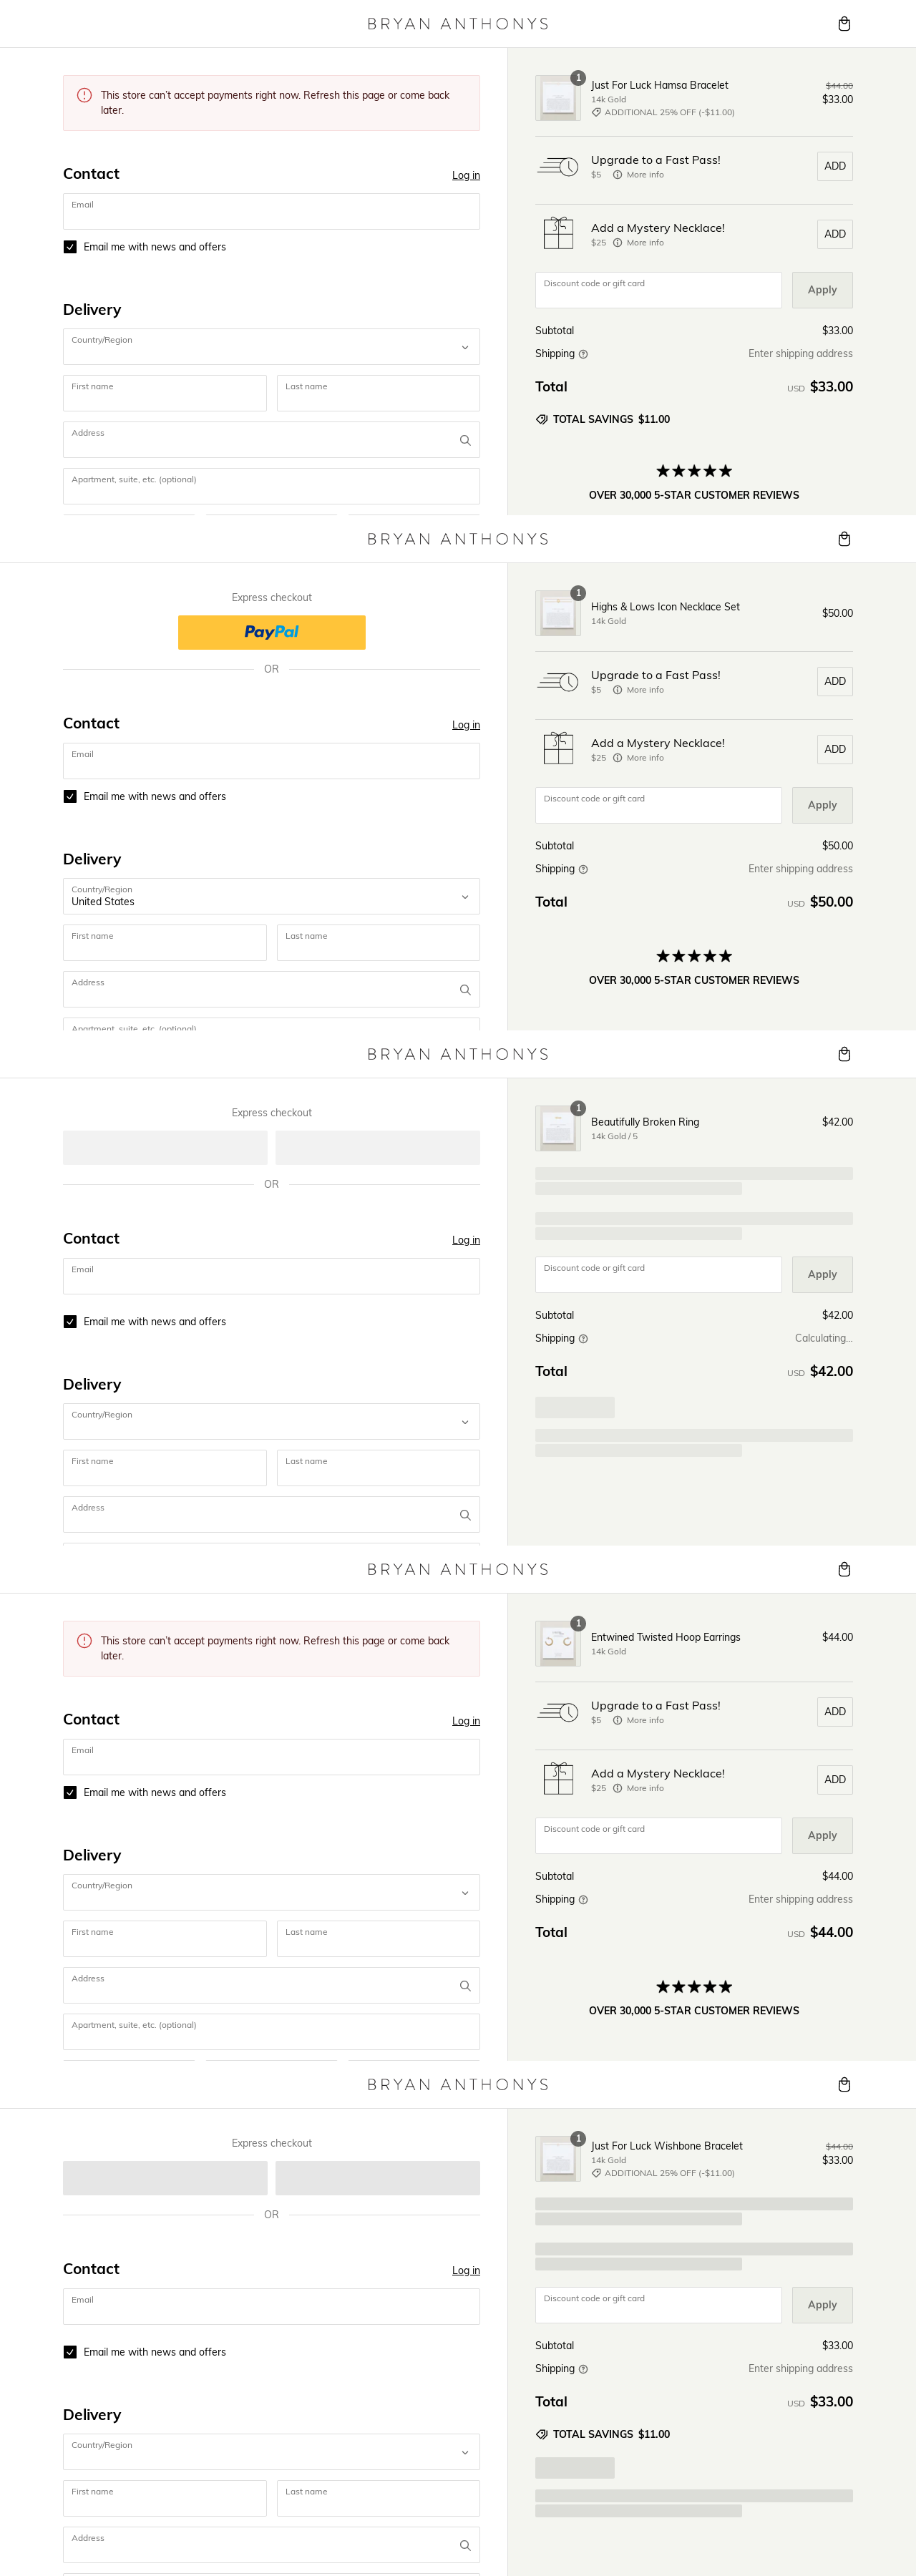 BRYAN ANTHONYS
This store can't accept payments right now. Refresh this page or come back
later.
Contact
Log in
Email
Email me with news and offers
Delivery
Country/Region
First name
Last name
Address
Apartment, suite, etc. (optional)
1
Just For Luck Hamsa Bracelet
14k Gold
ADDITIONAL 25% OFF (-$11.00)
$44.00
$33.00
Upgrade to a Fast Pass!
$5 More info
ADD
Add a Mystery Necklace!
$25 More info
ADD
Discount code or gift card
Apply
Subtotal $33.00
Shipping Enter shipping address
Total USD $33.00
TOTAL SAVINGS $11.00
OVER 30,000 5-STAR CUSTOMER REVIEWS
BRYAN ANTHONYS
Express checkout
PayPal
OR
Contact
Log in
Email
Email me with news and offers
Delivery
Country/Region
United States
First name
Last name
Address
Apartment, suite, etc. (optional)
1
Highs & Lows Icon Necklace Set
14k Gold
$50.00
Upgrade to a Fast Pass!
$5 More info
ADD
Add a Mystery Necklace!
$25 More info
ADD
Discount code or gift card
Apply
Subtotal $50.00
Shipping Enter shipping address
Total USD $50.00
OVER 30,000 5-STAR CUSTOMER REVIEWS
BRYAN ANTHONYS
Express checkout
OR
Contact
Log in
Email
Email me with news and offers
Delivery
Country/Region
First name
Last name
Address
1
Beautifully Broken Ring
14k Gold / 5
$42.00
Discount code or gift card
Apply
Subtotal $42.00
Shipping Calculating...
Total USD $42.00
BRYAN ANTHONYS
This store can't accept payments right now. Refresh this page or come back
later.
Contact
Log in
Email
Email me with news and offers
Delivery
Country/Region
First name
Last name
Address
Apartment, suite, etc. (optional)
1
Entwined Twisted Hoop Earrings
14k Gold
$44.00
Upgrade to a Fast Pass!
$5 More info
ADD
Add a Mystery Necklace!
$25 More info
ADD
Discount code or gift card
Apply
Subtotal $44.00
Shipping Enter shipping address
Total USD $44.00
OVER 30,000 5-STAR CUSTOMER REVIEWS
BRYAN ANTHONYS
Express checkout
OR
Contact
Log in
Email
Email me with news and offers
Delivery
Country/Region
First name
Last name
Address
1
Just For Luck Wishbone Bracelet
14k Gold
ADDITIONAL 25% OFF (-$11.00)
$44.00
$33.00
Discount code or gift card
Apply
Subtotal $33.00
Shipping Enter shipping address
Total USD $33.00
TOTAL SAVINGS $11.00